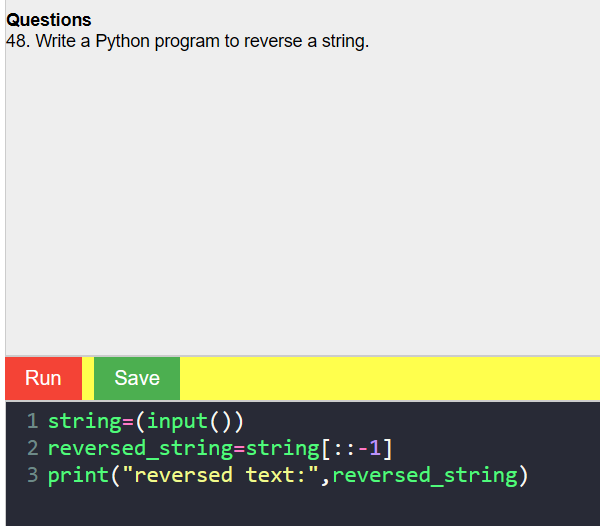 Questions
48. Write a Python program to reverse a string.
Run Save
1 string=(input())
2 reversed_string=string[::-1]
3 print("reversed text:",reversed_string)